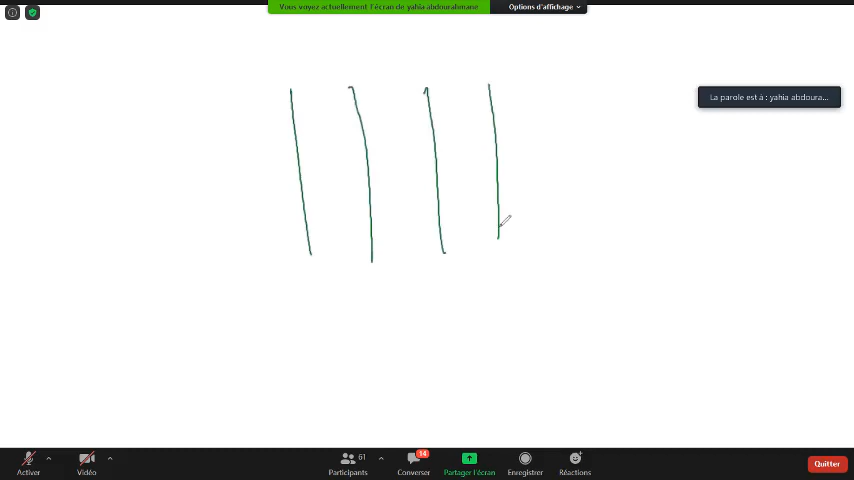 Vous voyez actuellement l'écran de yahia abdourahmane
Options d'affichage
La parole est à : yahia abdoura...
Activer
Vidéo
61
Participants
14
Converser
Partager l'écran
Enregistrer
Réactions
Quitter